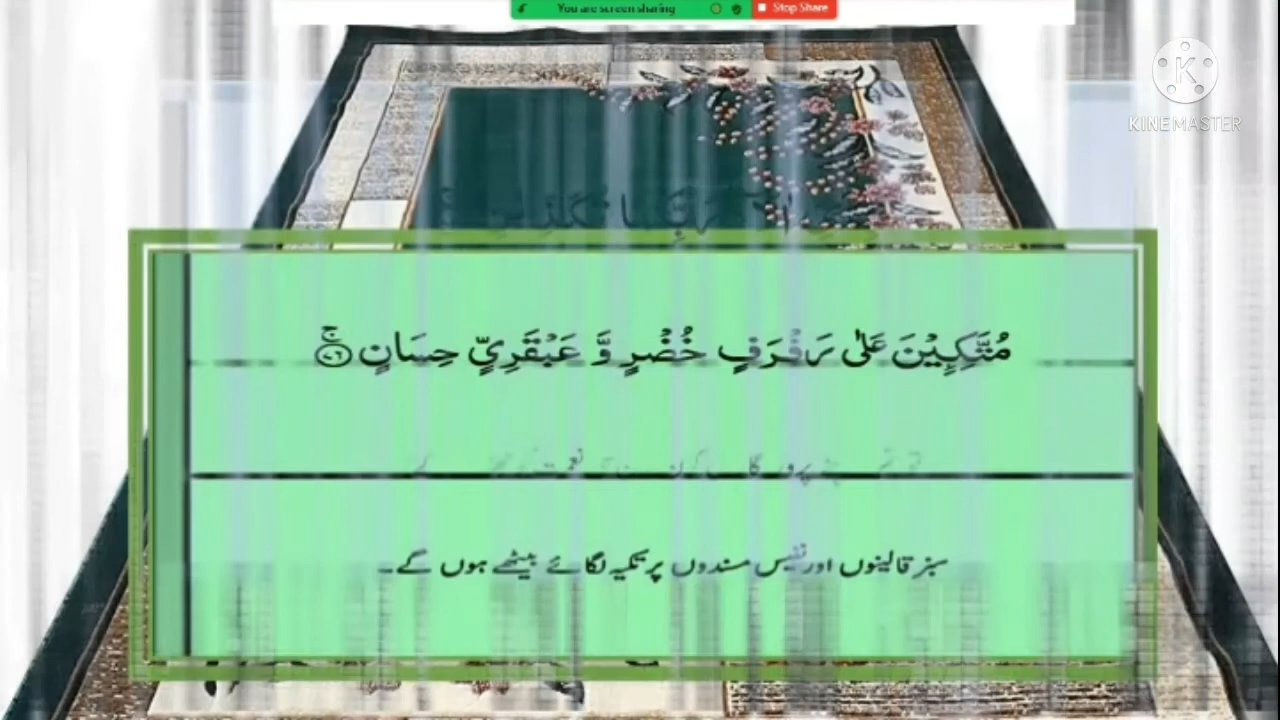 You are screen sharing
Stop Share
KINEMASTER
مُتَّكِـِٕيْنَ عَلٰى رَفْرَفٍ خُضْرٍ وَّ عَبْقَرِيٍّ حِسَانٍۚ۝۷۶
سبز قالینوں اور نفیس مسندوں پر تکیہ لگائے بیٹھے ہوں گے۔